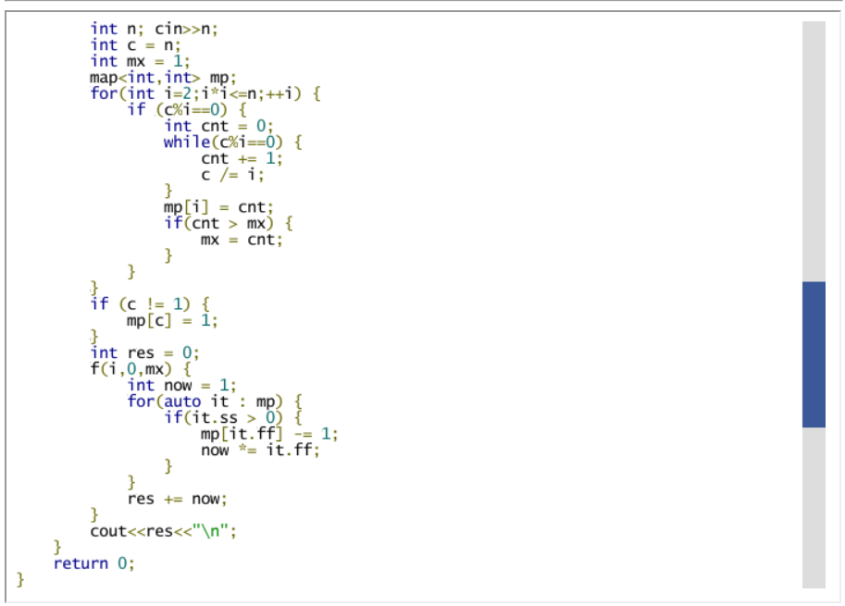 int n; cin>>n;
int c = n;
int mx = 1;
map<int,int> mp;
for(int i=2;i*i<=n;++i) {
if (c%i==0) {
int cnt = 0;
while(c%i==0) {
cnt += 1;
c /= i;
}
mp[i] = cnt;
if(cnt > mx) {
mx = cnt;
}
}
}
if (c != 1) {
mp[c] = 1;
}
int res = 0;
f(i,0,mx) {
int now = 1;
for(auto it : mp) {
if(it.ss > 0) {
mp[it.ff] -= 1;
now *= it.ff;
}
}
res += now;
}
cout<<res<<"\n";
}
return 0;
}